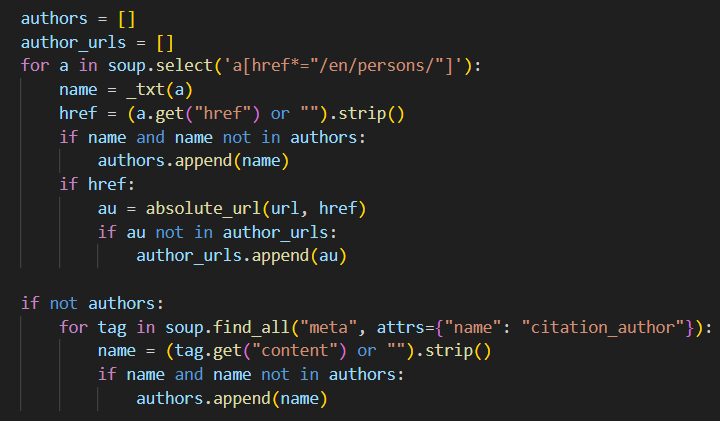 authors = []
author_urls = []
for a in soup.select('a[href*="/en/persons/"]'):
    name = _txt(a)
    href = (a.get("href") or "").strip()
    if name and name not in authors:
        authors.append(name)
    if href:
        au = absolute_url(url, href)
        if au not in author_urls:
            author_urls.append(au)

if not authors:
    for tag in soup.find_all("meta", attrs={"name": "citation_author"}):
        name = (tag.get("content") or "").strip()
        if name and name not in authors:
            authors.append(name)